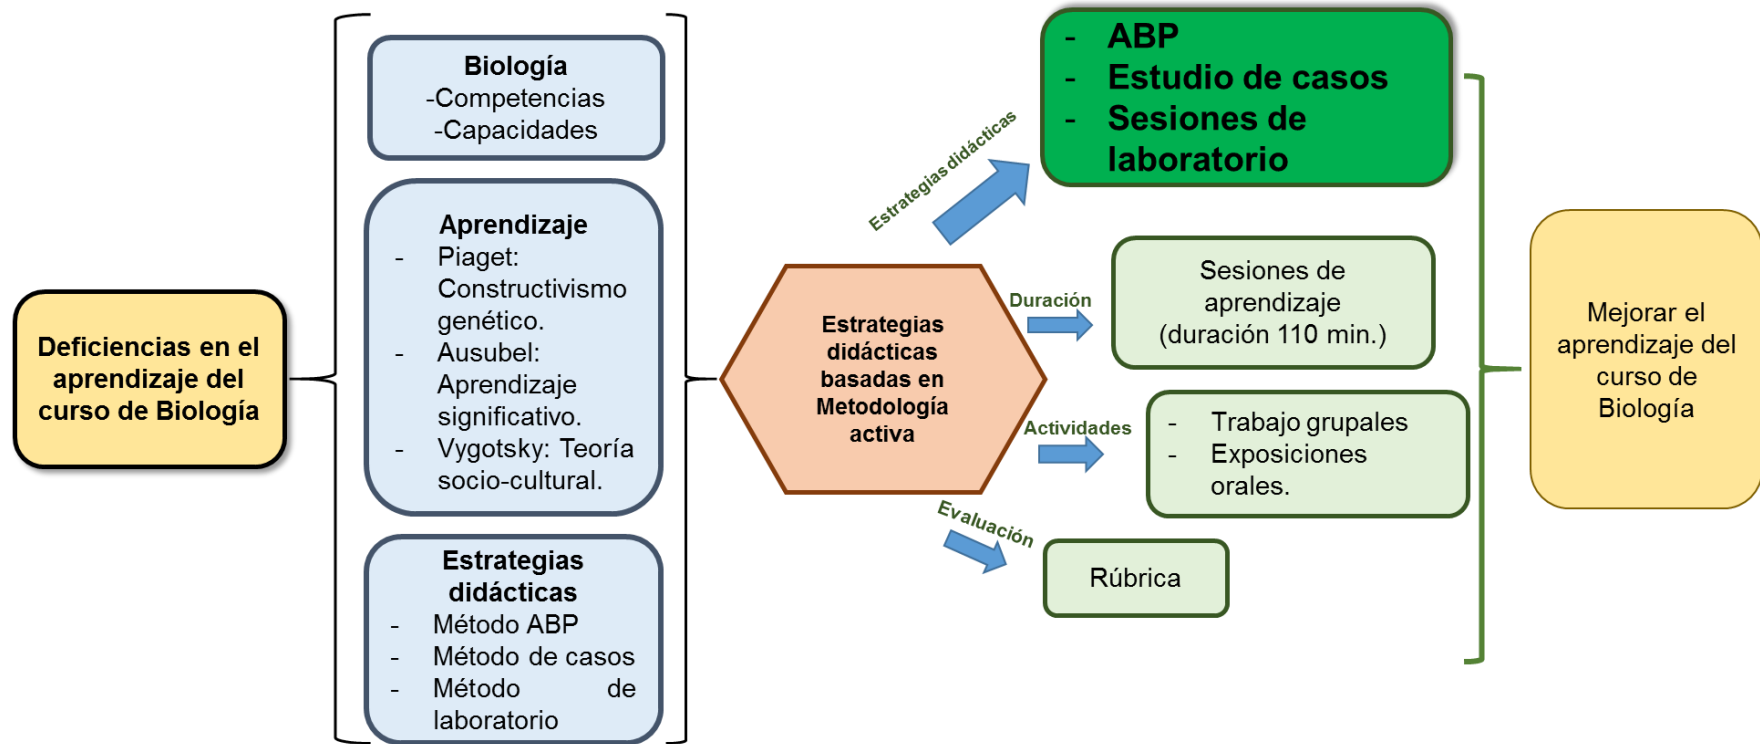 Deficiencias en el
aprendizaje del
curso de Biología
Biología
-Competencias
-Capacidades
Aprendizaje
- Piaget:
Constructivismo
genético.
- Ausubel:
Aprendizaje
significativo.
- Vygotsky: Teoría
socio-cultural.
Estrategias
didácticas
- Método ABP
- Método de casos
- Método de
laboratorio
Estrategias
didácticas
basadas en
Metodología
activa
Estrategias didácticas
- ABP
- Estudio de casos
- Sesiones de
laboratorio
Duración
Sesiones de
aprendizaje
(duración 110 min.)
Actividades
- Trabajo grupales
- Exposiciones
orales.
Evaluación
Rúbrica
Mejorar el
aprendizaje del
curso de
Biología